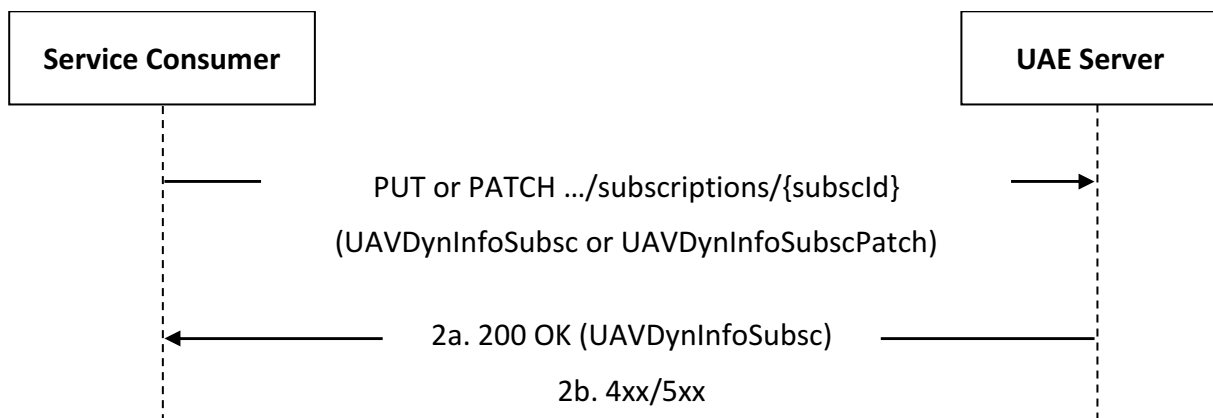 Service Consumer
UAE Server
PUT or PATCH …/subscriptions/{subscId}
(UAVDynInfoSubsc or UAVDynInfoSubscPatch)
2a. 200 OK (UAVDynInfoSubsc)
2b. 4xx/5xx